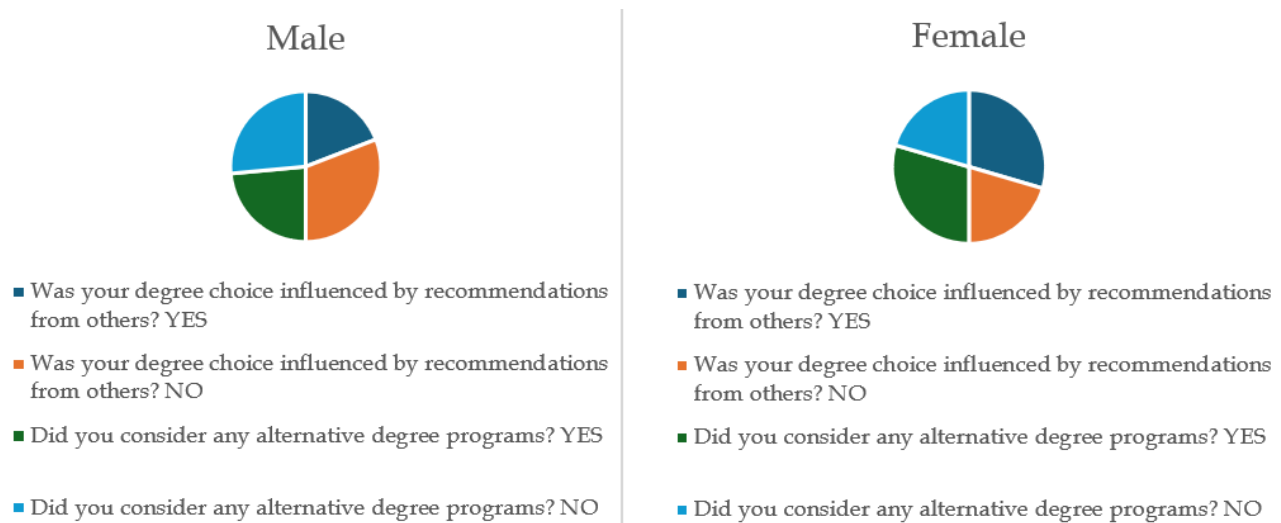 Male
Was your degree choice influenced by recommendations
from others? YES
Was your degree choice influenced by recommendations
from others? NO
Did you consider any alternative degree programs? YES
Did you consider any alternative degree programs? NO
Female
Was your degree choice influenced by recommendations
from others? YES
Was your degree choice influenced by recommendations
from others? NO
Did you consider any alternative degree programs? YES
Did you consider any alternative degree programs? NO